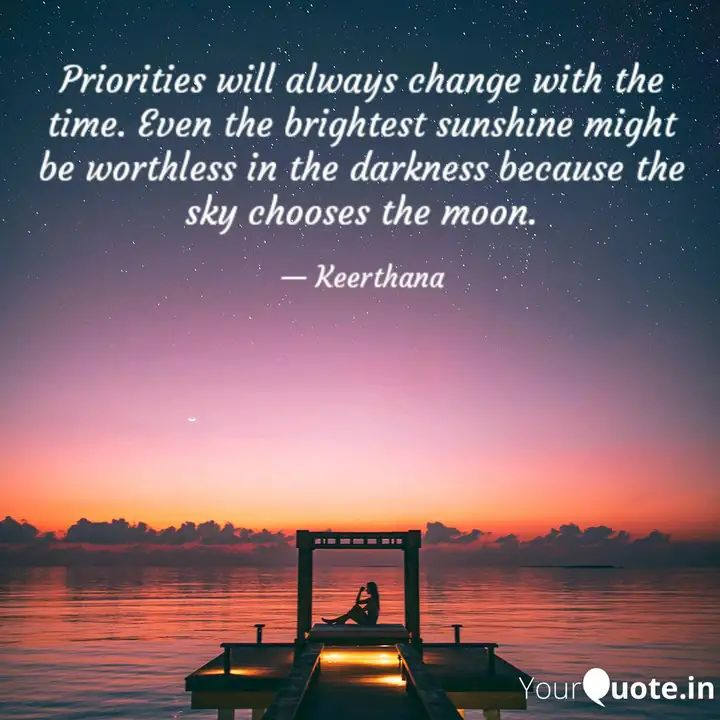 Priorities will always change with the
time. Even the brightest sunshine might
be worthless in the darkness because the
sky chooses the moon.
— Keerthana
YourQuote.in